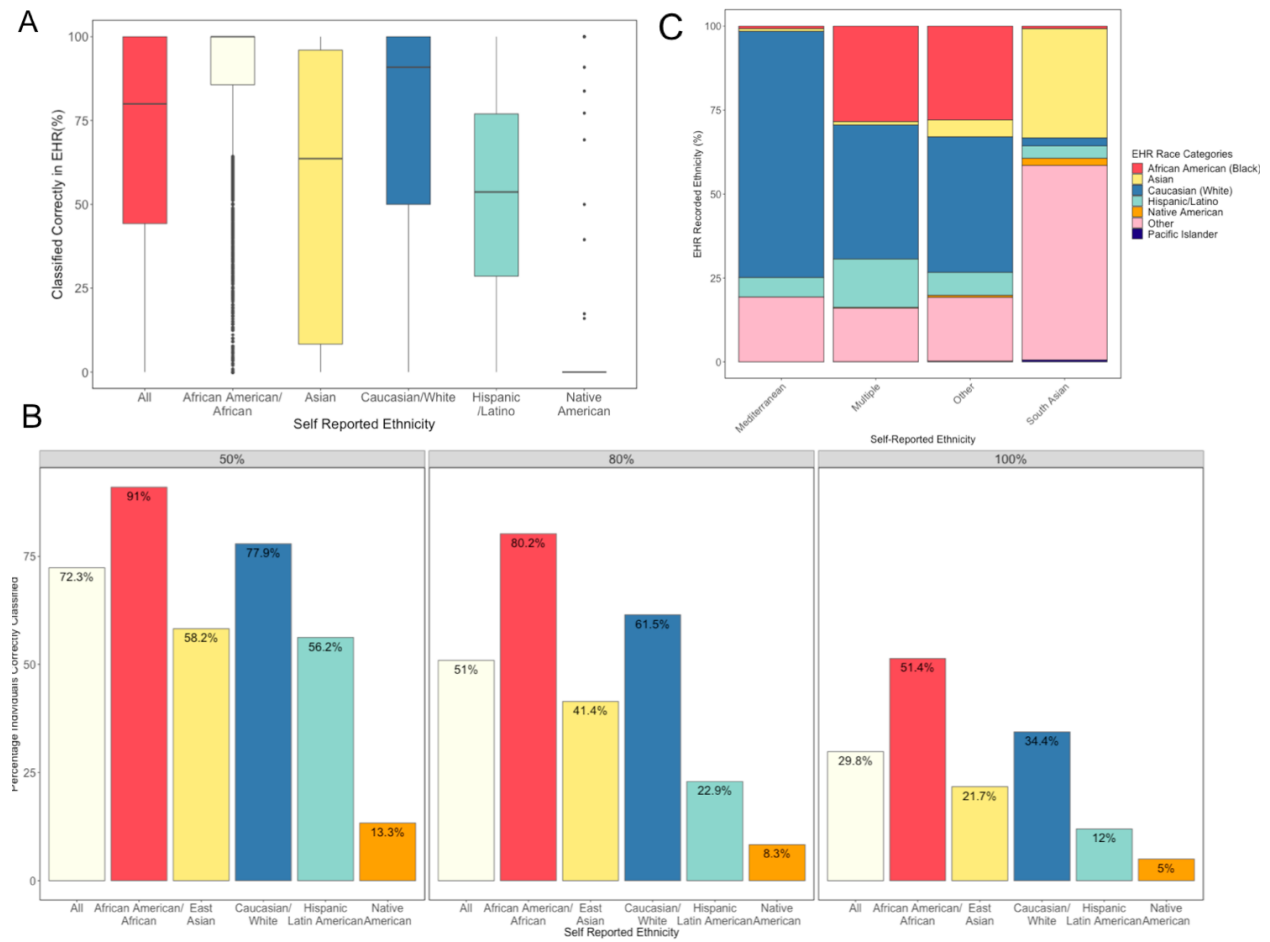 A
Classified Correctly in EHR(%)
100
75
50
25
0
All
African American/
African
Asian
Caucasian/White
Hispanic
/Latino
Native
American
Self Reported Ethnicity
C
EHR Recorded Ethnicity (%)
100
75
50
25
0
Mediterranean
Multiple
Other
South Asian
Self-Reported Ethnicity
EHR Race Categories
African American (Black)
Asian
Caucasian (White)
Hispanic/Latino
Native American
Other
Pacific Islander
B
Percentage Individuals Correctly Classified
75
50
25
0
50%
72.3%
91%
58.2%
77.9%
56.2%
13.3%
All
African American/
African
East
Asian
Caucasian/
White
Hispanic
Latin American
Native
American
80%
51%
80.2%
41.4%
61.5%
22.9%
8.3%
All
African American/
African
East
Asian
Caucasian/
White
Hispanic
Latin American
Native
American
100%
29.8%
51.4%
21.7%
34.4%
12%
5%
All
African American/
African
East
Asian
Caucasian/
White
Hispanic
Latin American
Native
American
Self Reported Ethnicity